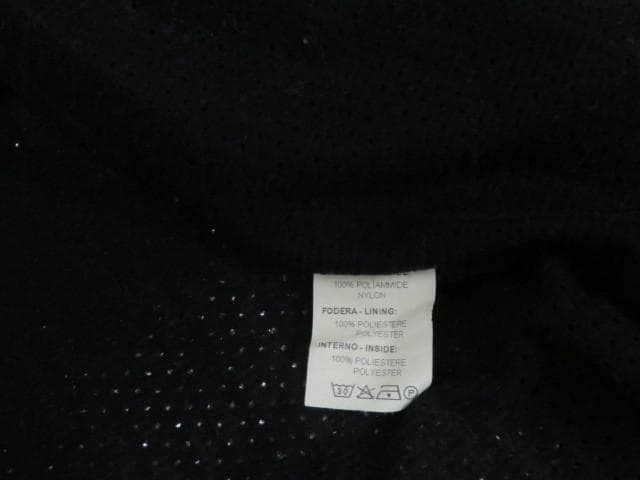 100% POLIAMMIDE
NYLON
FODERA - LINING:
100% POLIESTERE
POLYESTER
INTERNO - INSIDE:
100% POLIESTERE
POLYESTER
30 P